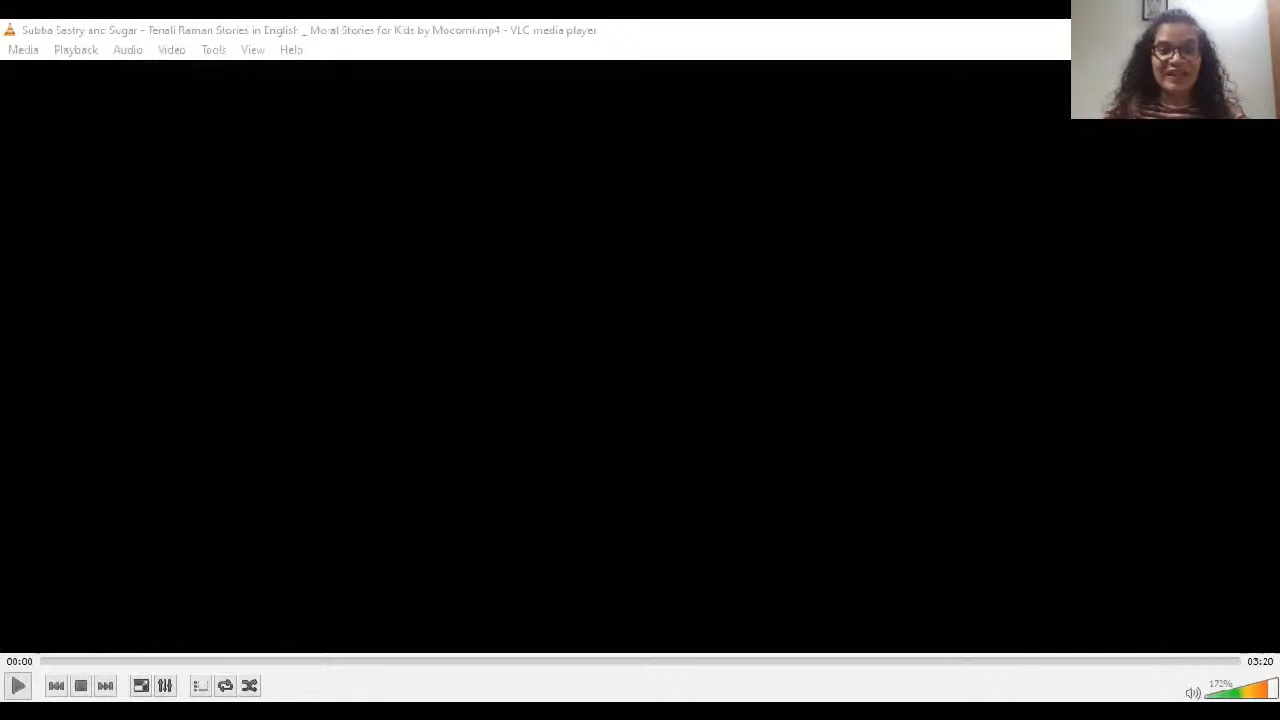 Subba Sastry and Sugar - Tenali Raman Stories in English _ Moral Stories for Kids by Mocomi.mp4 - VLC media player
Media Playback Audio Video Tools View Help
00:00 03:20
172%